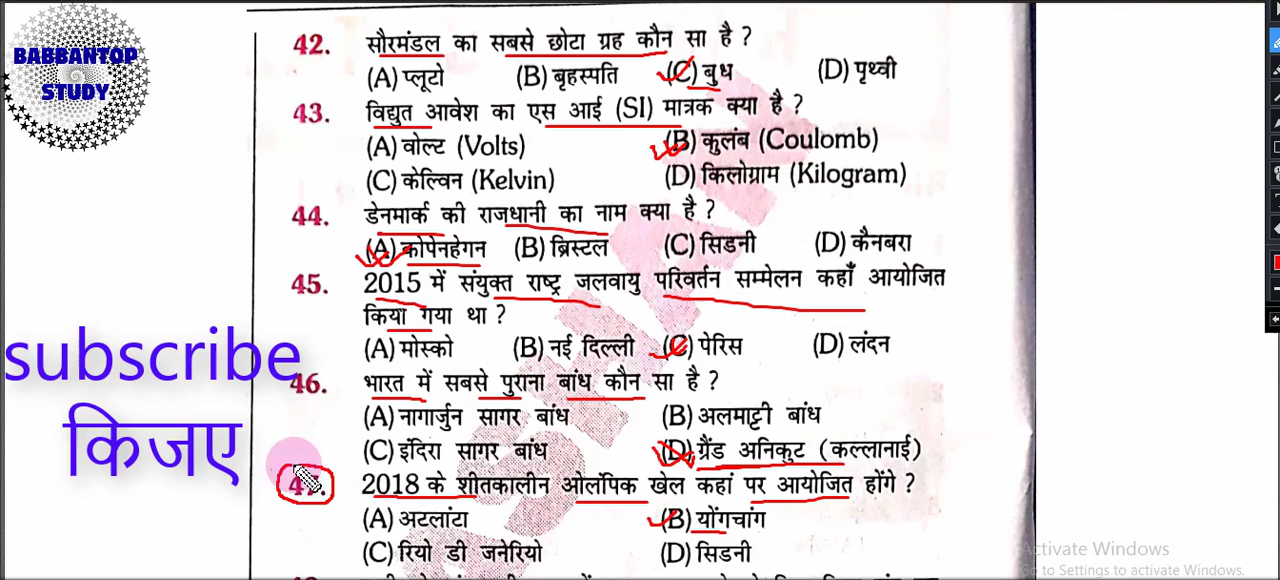 BABBANTOP
STUDY
42. सौरमंडल का सबसे छोटा ग्रह कौन सा है ?
(A) प्लूटो (B) बृहस्पति (C) बुध (D) पृथ्वी
43. विद्युत आवेश का एस आई (SI) मात्रक क्या है ?
(A) वोल्ट (Volts) (B) कुलंब (Coulomb)
(C) केल्विन (Kelvin) (D) किलोग्राम (Kilogram)
44. डेनमार्क की राजधानी का नाम क्या है ?
(A) कोपेनहेगन (B) ब्रिस्टल (C) सिडनी (D) कैनबरा
45. 2015 में संयुक्त राष्ट्र जलवायु परिवर्तन सम्मेलन कहाँ आयोजित
किया गया था ?
(A) मोस्को (B) नई दिल्ली (C) पेरिस (D) लंदन
subscribe
किजए
46. भारत में सबसे पुराना बांध कौन सा है ?
(A) नागार्जुन सागर बांध (B) अलमाट्टी बांध
(C) इंदिरा सागर बांध (D) ग्रैंड अनिकुट (कल्लानाई)
47. 2018 के शीतकालीन ओलंपिक खेल कहां पर आयोजित होंगे ?
(A) अटलांटा (B) योंगचांग
(C) रियो डी जनेरियो (D) सिडनी
Activate Windows
Go to Settings to activate Windows.